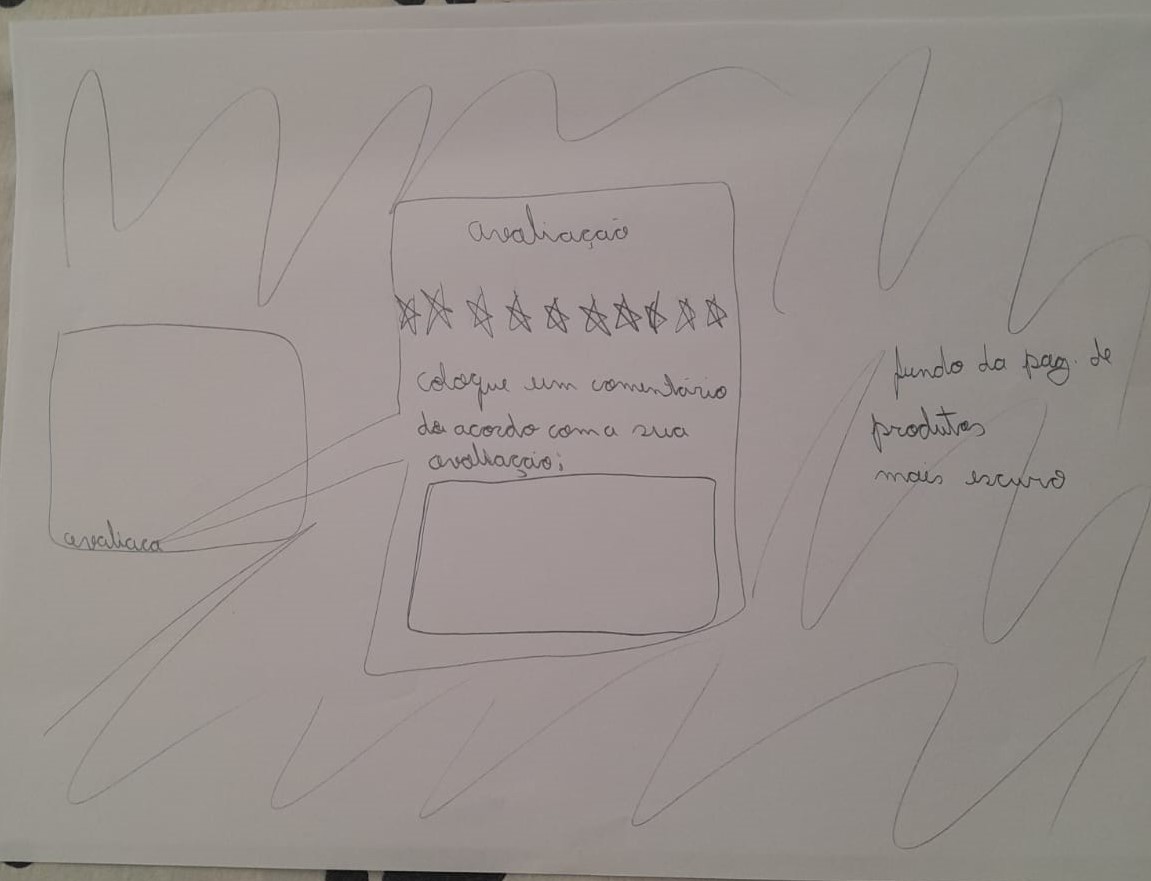 avaliação
coloque um comentário
de acordo com a sua
avaliação;
avaliaca
fundo da pag. de
produtos
mais escuro